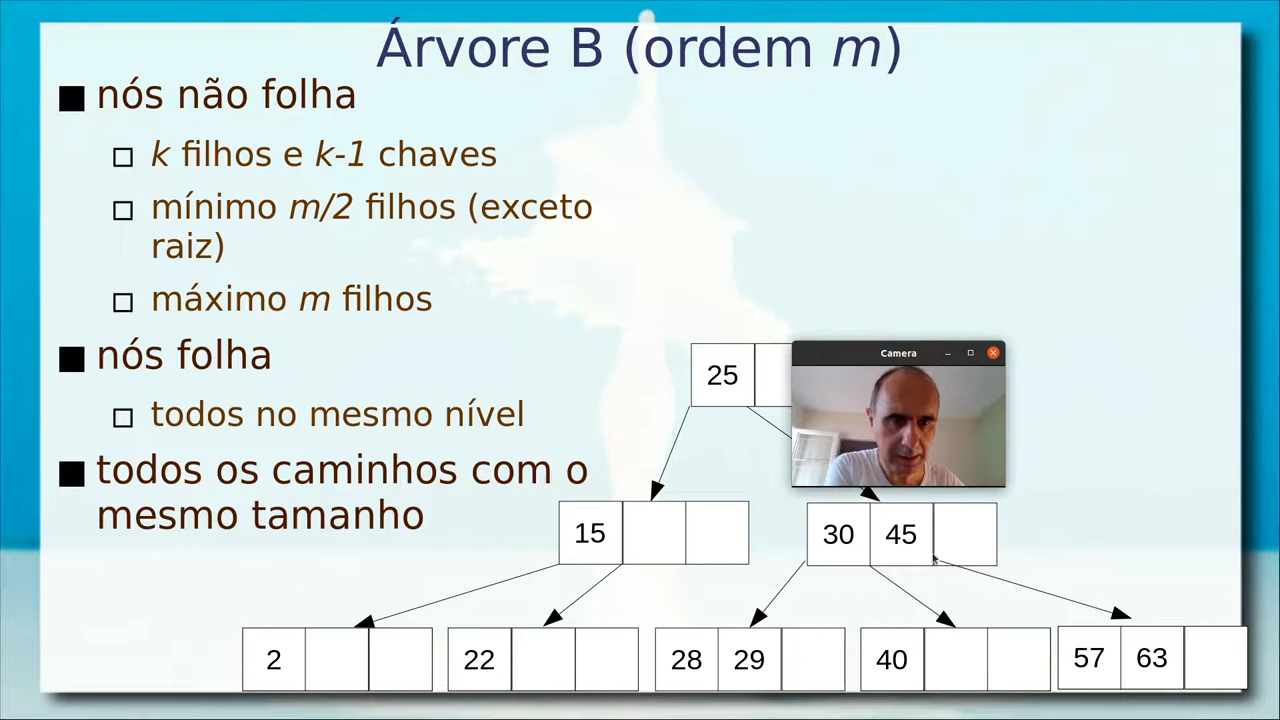 Árvore B (ordem m)
nós não folha
k filhos e k-1 chaves
mínimo m/2 filhos (exceto
raiz)
máximo m filhos
nós folha
todos no mesmo nível
todos os caminhos com o
mesmo tamanho
Camera
25
15
30 45
2
22
28 29
40
57 63